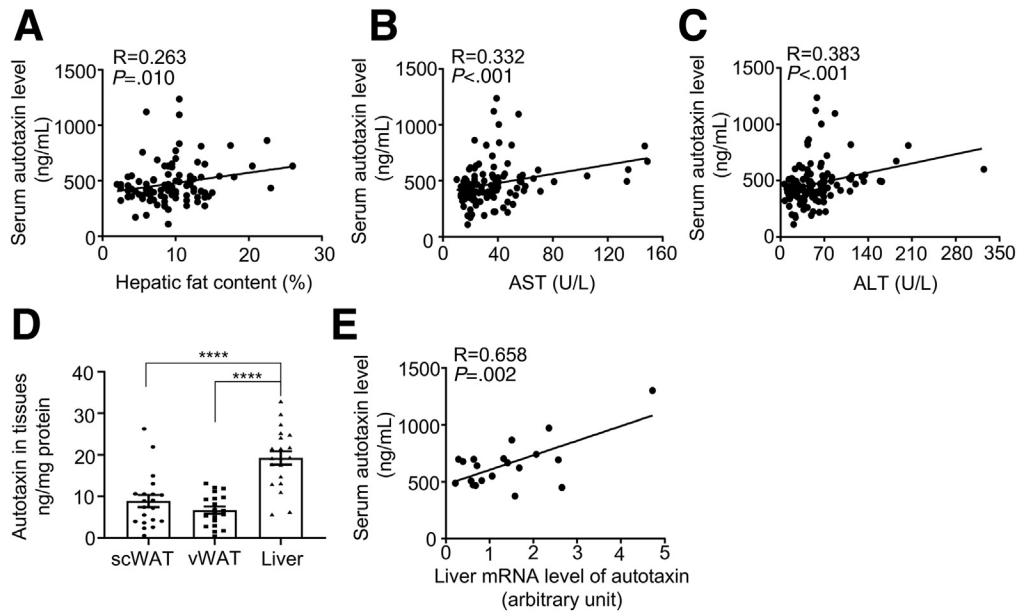 A
R=0.263
P=.010
Serum autotaxin level
(ng/mL)
1500
1000
500
0
0 10 20 30
Hepatic fat content (%)
B
R=0.332
P<.001
Serum autotaxin level
(ng/mL)
1500
1000
500
0
0 40 80 120 160
AST (U/L)
C
R=0.383
P<.001
Serum autotaxin level
(ng/mL)
1500
1000
500
0
0 70 140 210 280 350
ALT (U/L)
D
Autotaxin in tissues
ng/mg protein
40
30
20
10
0
****
****
scWAT vWAT Liver
E
R=0.658
P=.002
Serum autotaxin level
(ng/mL)
1500
1000
500
0
0 1 2 3 4 5
Liver mRNA level of autotaxin
(arbitrary unit)